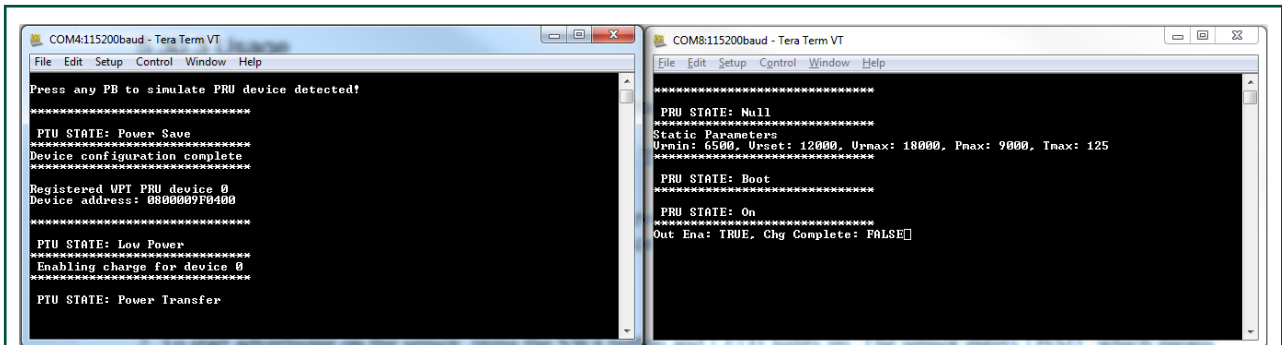 COM4:115200baud - Tera Term VT
File Edit Setup Control Window Help
Press any PB to simulate PRU device detected!
*******************************
PTU STATE: Power Save
*******************************
Device configuration complete
*******************************
Registered WPT PRU device 0
Device address: 0800009F0400
*******************************
PTU STATE: Low Power
*******************************
Enabling charge for device 0
*******************************
PTU STATE: Power Transfer
COM8:115200baud - Tera Term VT
File Edit Setup Control Window Help
*******************************
PRU STATE: Null
*******************************
Static Parameters
Vrmin: 6500, Vrset: 12000, Vrmax: 18000, Pmax: 9000, Tmax: 125
*******************************
PRU STATE: Boot
*******************************
PRU STATE: On
*******************************
Out Ena: TRUE, Chg Complete: FALSE